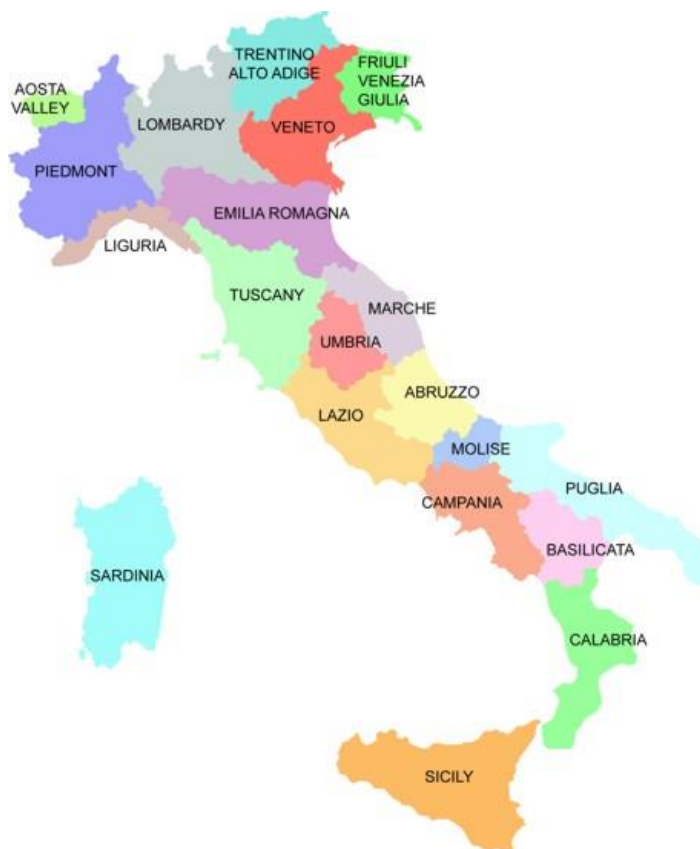 TRENTINO
ALTO ADIGE
FRIULI
VENEZIA
GIULIA
AOSTA
VALLEY
LOMBARDY
VENETO
PIEDMONT
EMILIA ROMAGNA
LIGURIA
TUSCANY
MARCHE
UMBRIA
ABRUZZO
LAZIO
MOLISE
PUGLIA
CAMPANIA
BASILICATA
SARDINIA
CALABRIA
SICILY